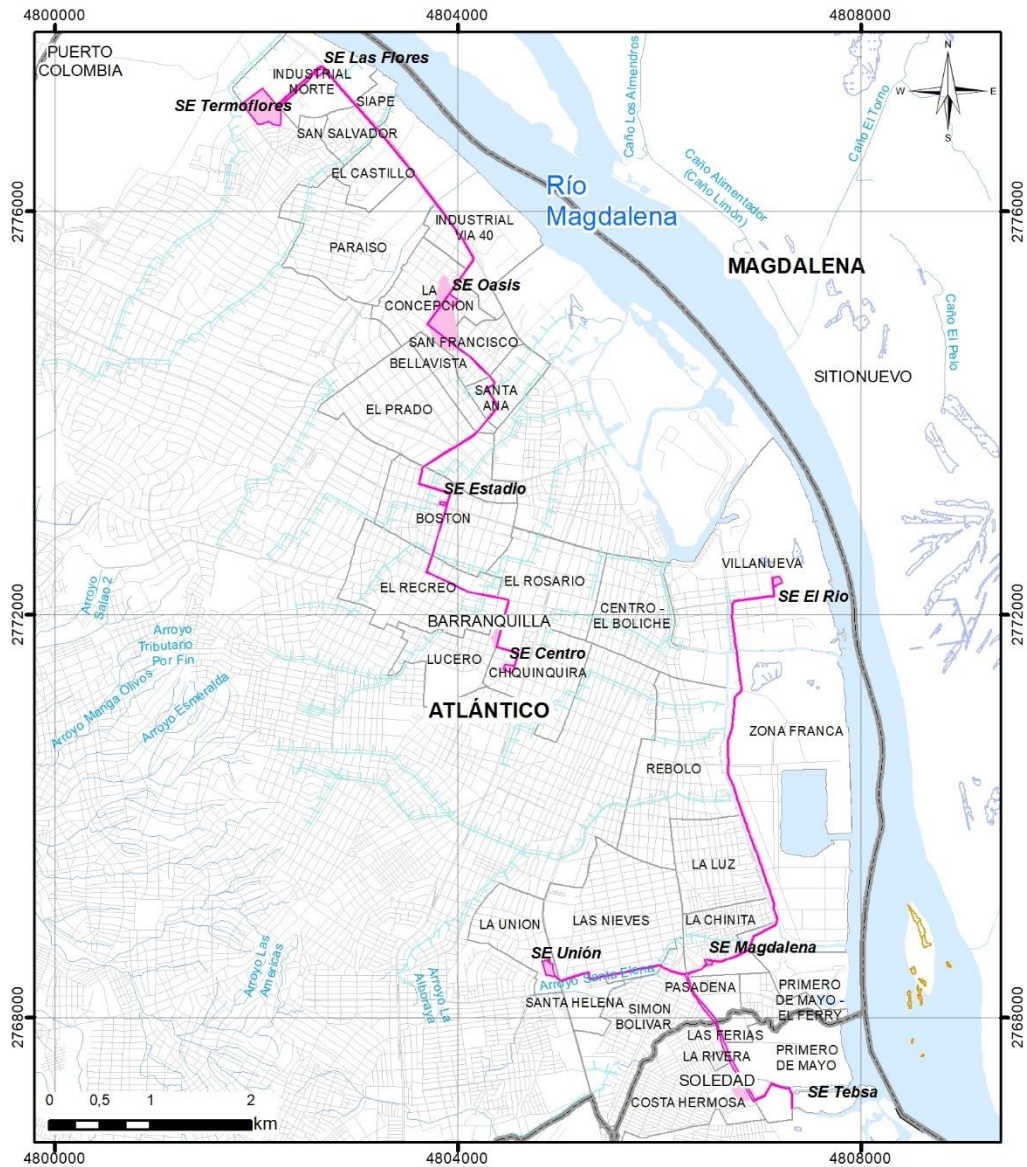 4800000
4804000
4808000
PUERTO
COLOMBIA
SE Las Flores
INDUSTRIAL
NORTE
SE Termoflores
SIAPE
SAN SALVADOR
EL CASTILLO
N
W
E
S
Caño Los Almendros
Caño El Torno
Caño Alimentador
(Caño Limón)
2776000
2776000
Río
Magdalena
INDUSTRIAL
VIA 40
PARAISO
MAGDALENA
SE Oasis
LA
CONCEPCION
Caño El Pelo
SAN FRANCISCO
BELLAVISTA
SITIONUEVO
SANTA
ANA
EL PRADO
SE Estadio
BOSTON
VILLANUEVA
EL RECREO
EL ROSARIO
SE El Rio
CENTRO -
EL BOLICHE
2772000
2772000
Arroyo
Salao 2
BARRANQUILLA
Arroyo
Tributario
Por Fin
LUCERO
SE Centro
CHIQUINQUIRA
Arroyo Manga Olivos
Arroyo Esmeralda
ATLÁNTICO
ZONA FRANCA
REBOLO
LA LUZ
LA UNION
LAS NIEVES
LA CHINITA
SE Unión
SE Magdalena
Arroyo Las
Americas
Arroyo La
Alboraya
Arroyo Santo Elena
PASADENA
SANTA HELENA
SIMON
BOLIVAR
PRIMERO
DE MAYO -
EL FERRY
2768000
2768000
LAS FERIAS
LA RIVERA
PRIMERO
DE MAYO
SOLEDAD
COSTA HERMOSA
SE Tebsa
0 0,5 1 2
km
4800000
4804000
4808000